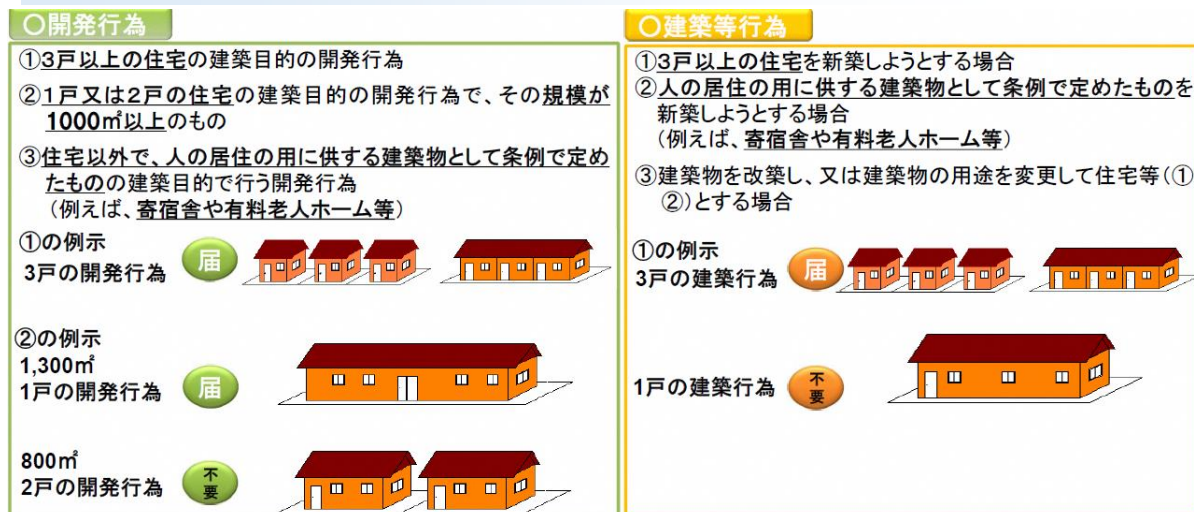 〇開発行為
①3戸以上の住宅の建築目的の開発行為
②1戸又は2戸の住宅の建築目的の開発行為で、その規模が
1000㎡以上のもの
③住宅以外で、人の居住の用に供する建築物として条例で定め
たものの建築目的で行う開発行為
(例えば、寄宿舎や有料老人ホーム等)
①の例示
3戸の開発行為
届
②の例示
1,300㎡
1戸の開発行為
届
800㎡
2戸の開発行為
不
要
〇建築等行為
①3戸以上の住宅を新築しようとする場合
②人の居住の用に供する建築物として条例で定めたものを
新築しようとする場合
(例えば、寄宿舎や有料老人ホーム等)
③建築物を改築し、又は建築物の用途を変更して住宅等(①
②)とする場合
①の例示
3戸の建築行為
届
1戸の建築行為
不
要